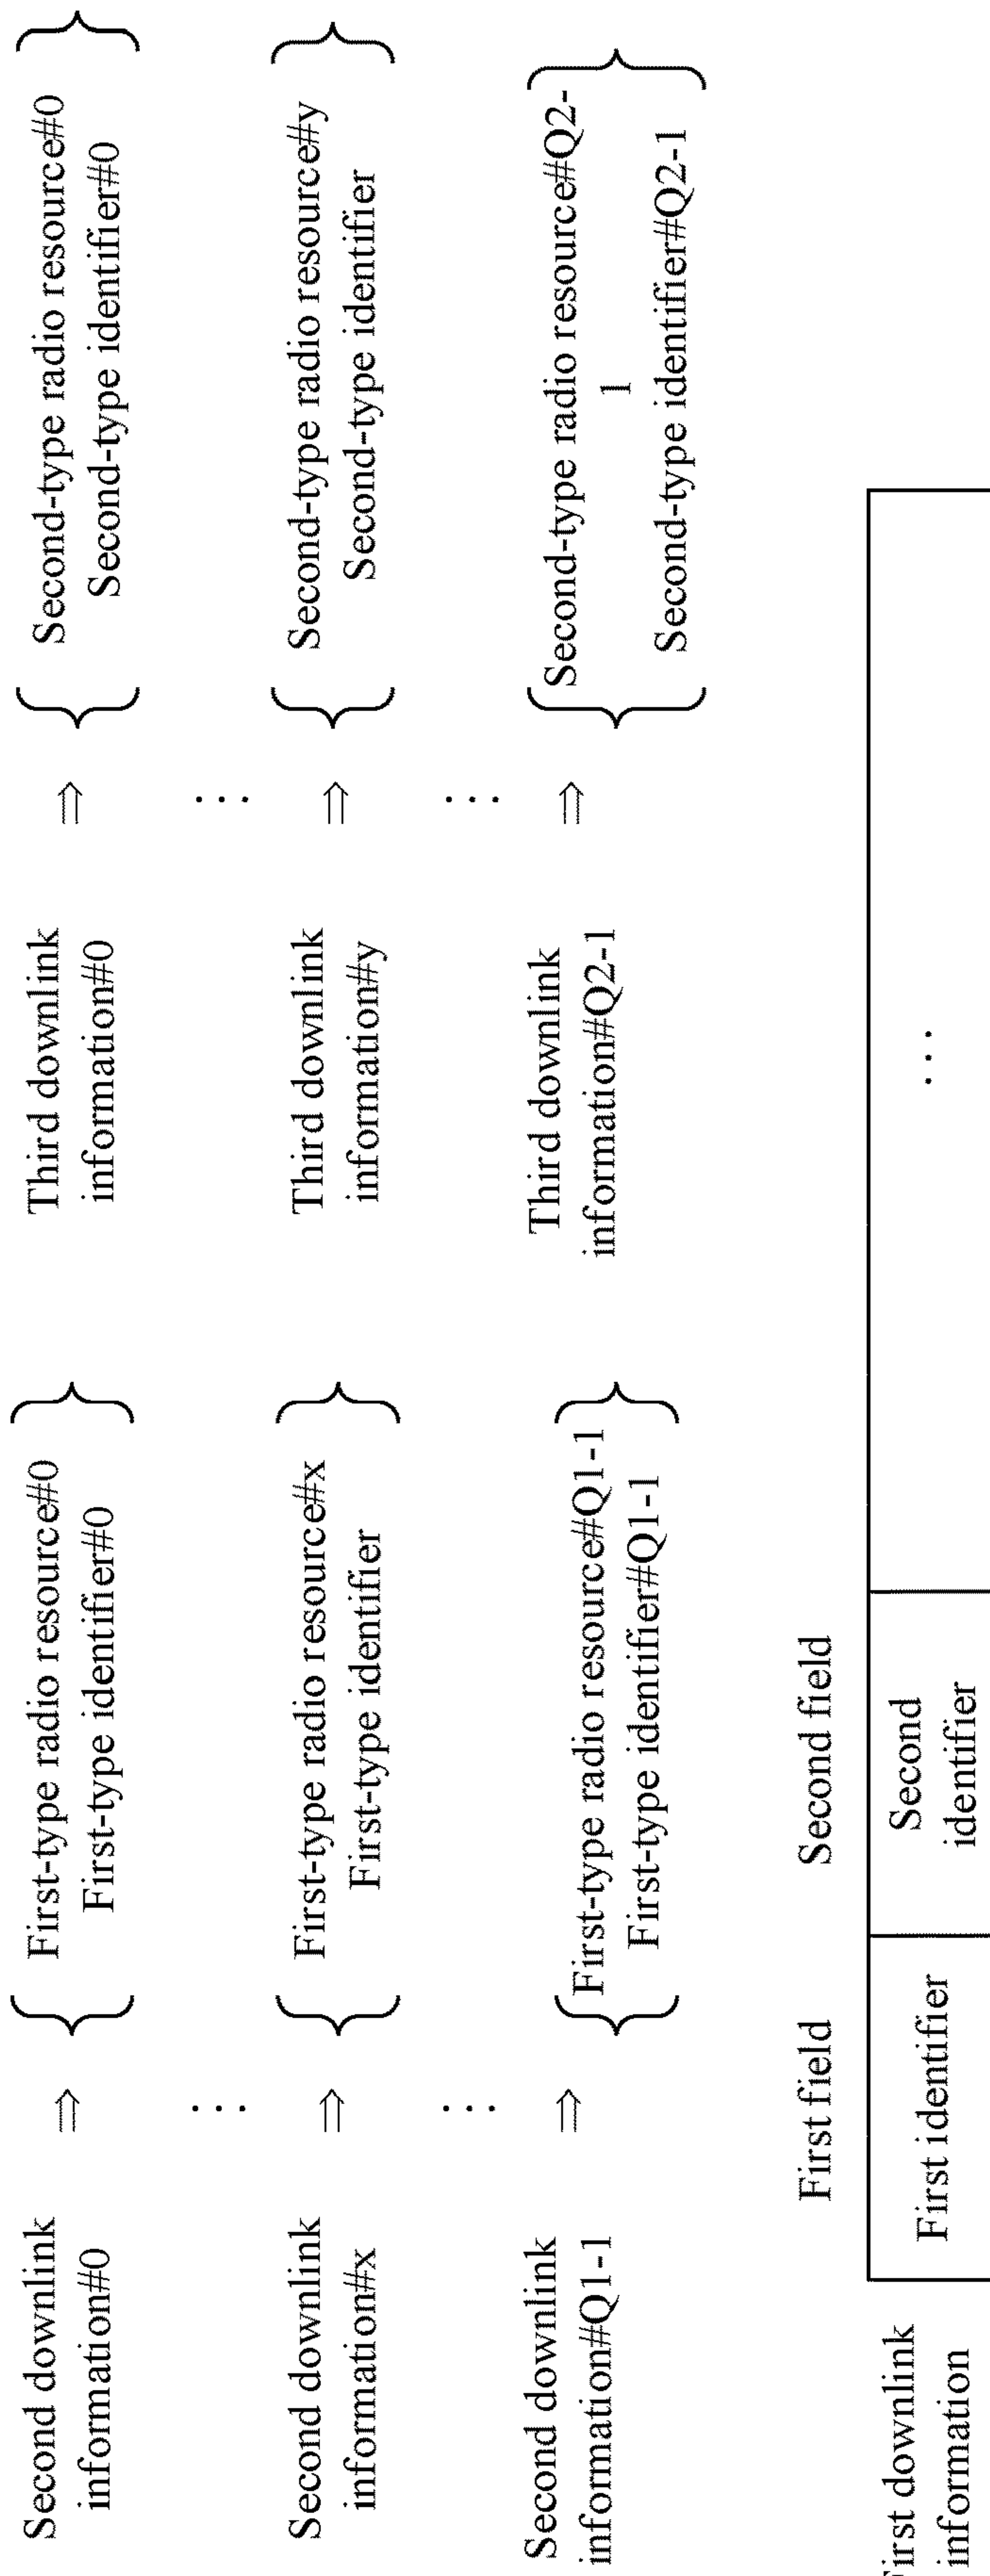 Second downlink
information#0
⇒
First-type radio resource#0
First-type identifier#0
Third downlink
information#0
⇒
Second-type radio resource#0
Second-type identifier#0
...
...
Second downlink
information#x
⇒
First-type radio resource#x
First-type identifier
Third downlink
information#y
⇒
Second-type radio resource#y
Second-type identifier
...
...
Second downlink
information#Q1-1
⇒
First-type radio resource#Q1-1
First-type identifier#Q1-1
Third downlink
information#Q2-1
⇒
Second-type radio resource#Q2-
1
Second-type identifier#Q2-1
First field
Second field
First downlink
information
First identifier
Second
identifier
...